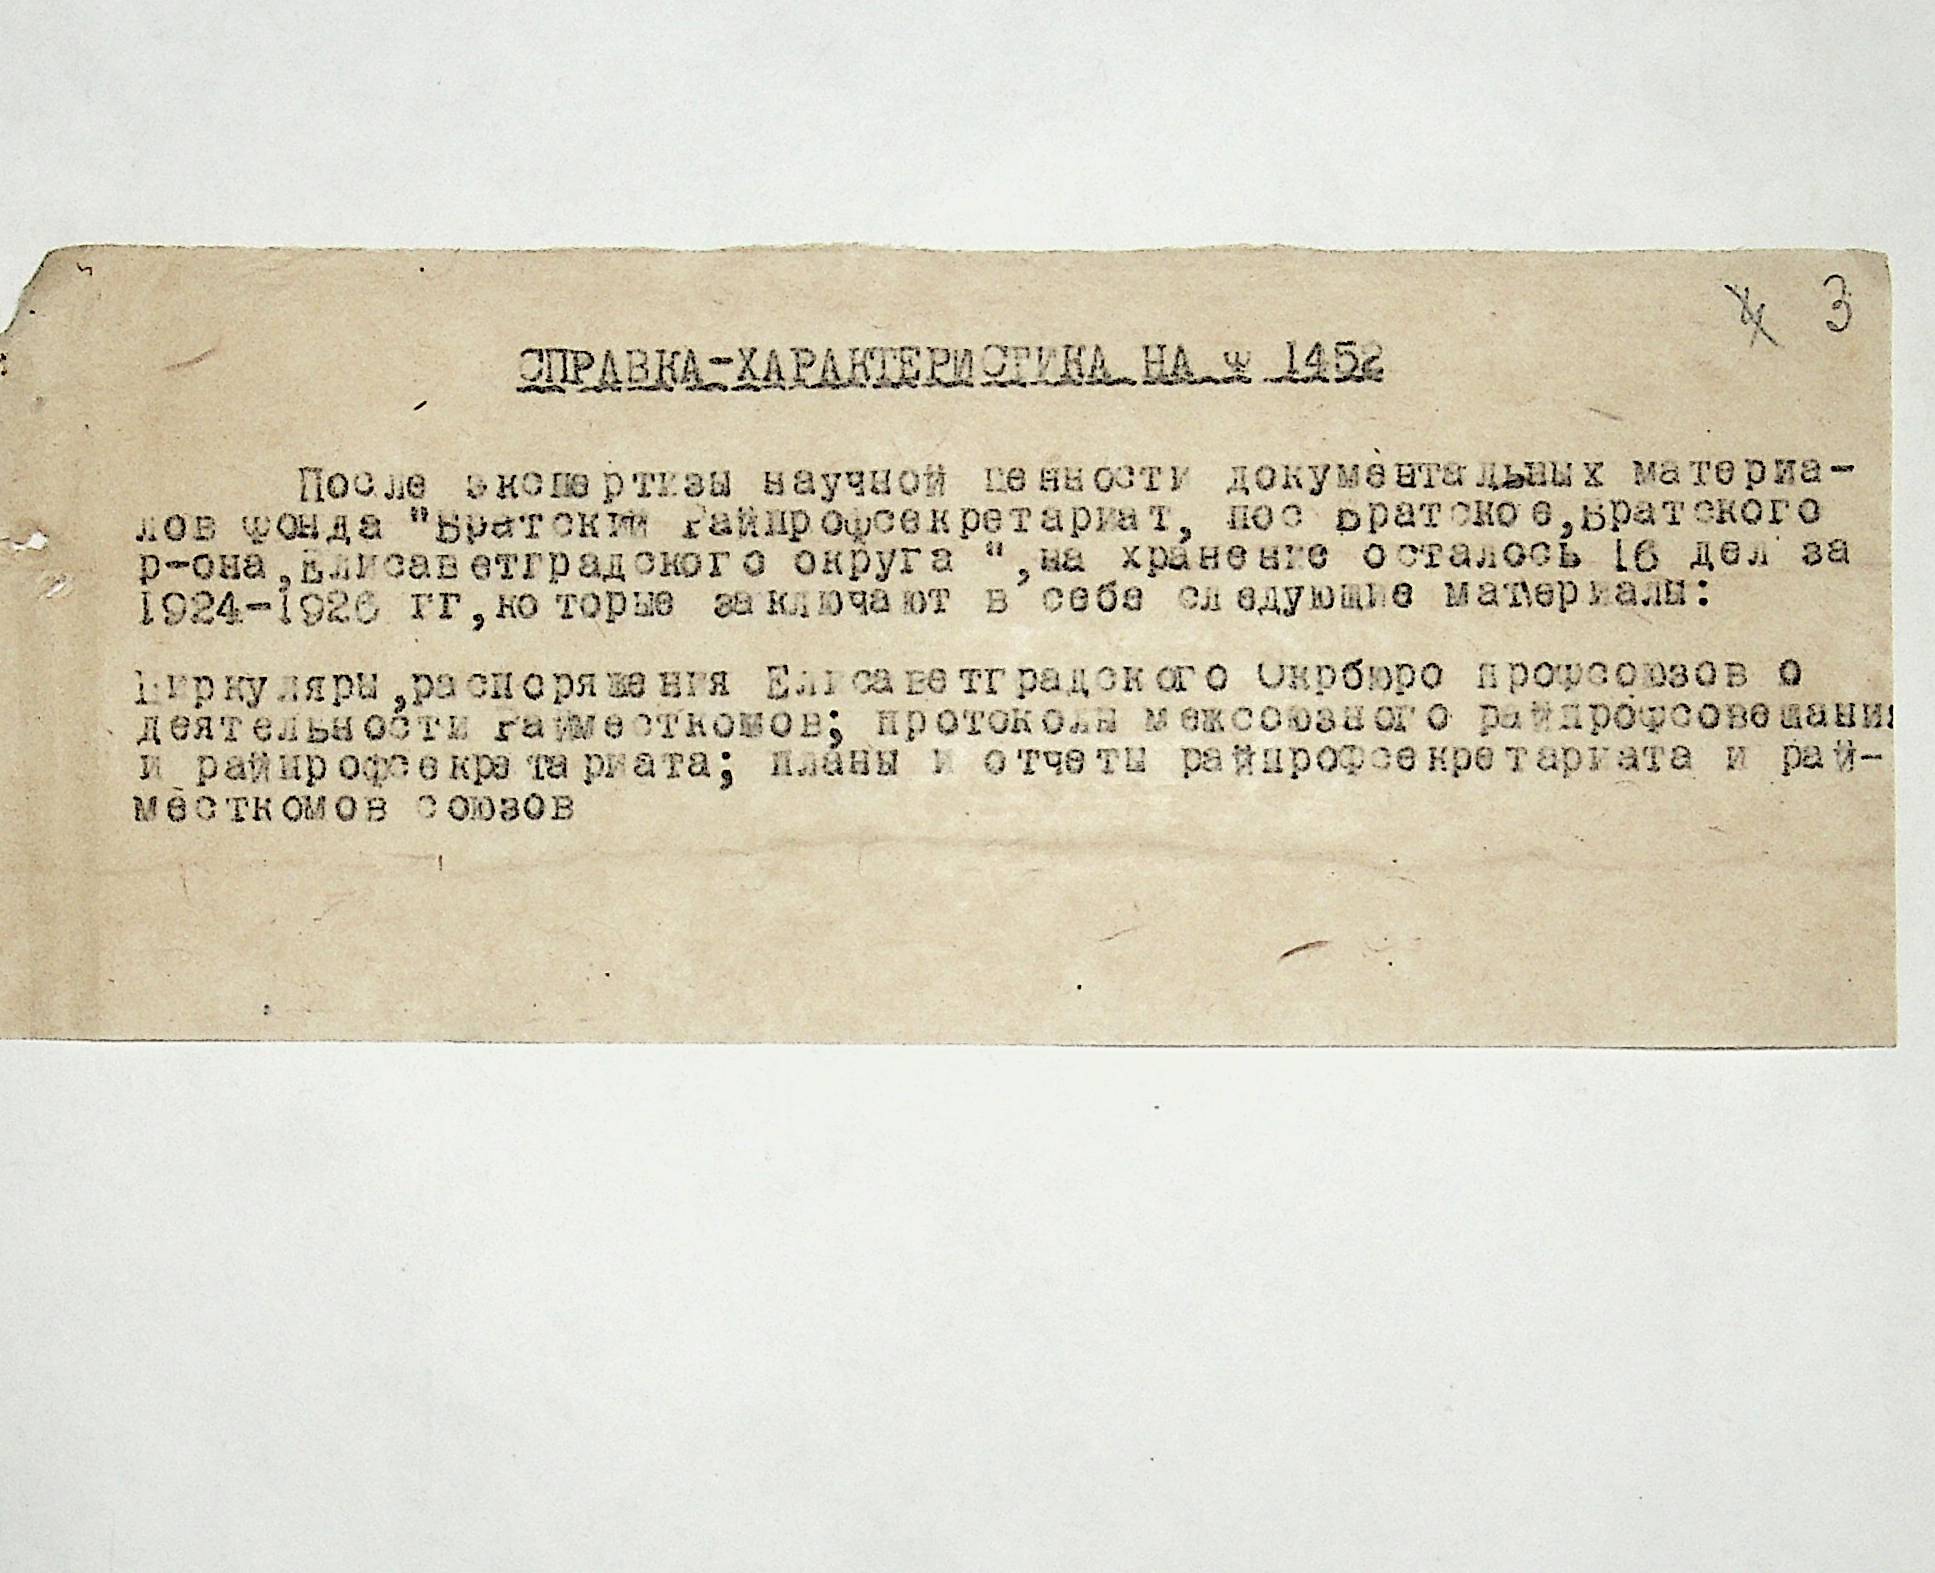 3
СПРАВКА-ХАРАКТЕРИСТИКА НА ф 1452
После экспертизы научной ценности документальных материа-
лов фонда "Братский Райпрофсекретариат, пос Братское,Братского
р-она,Елисаветградского округа ",на хранение осталось 16 дел за
1924-1926 гг,которые заключают в себе следующие материалы:
Циркуляры,распоряжения Елисаветградского Окрбюро профсоюзов о
деятельности Райместкомов; протоколы межсоюзного райпрофсовещания
и райпрофсекретариата; планы и отчеты райпрофсекретариата и рай-
месткомов союзов